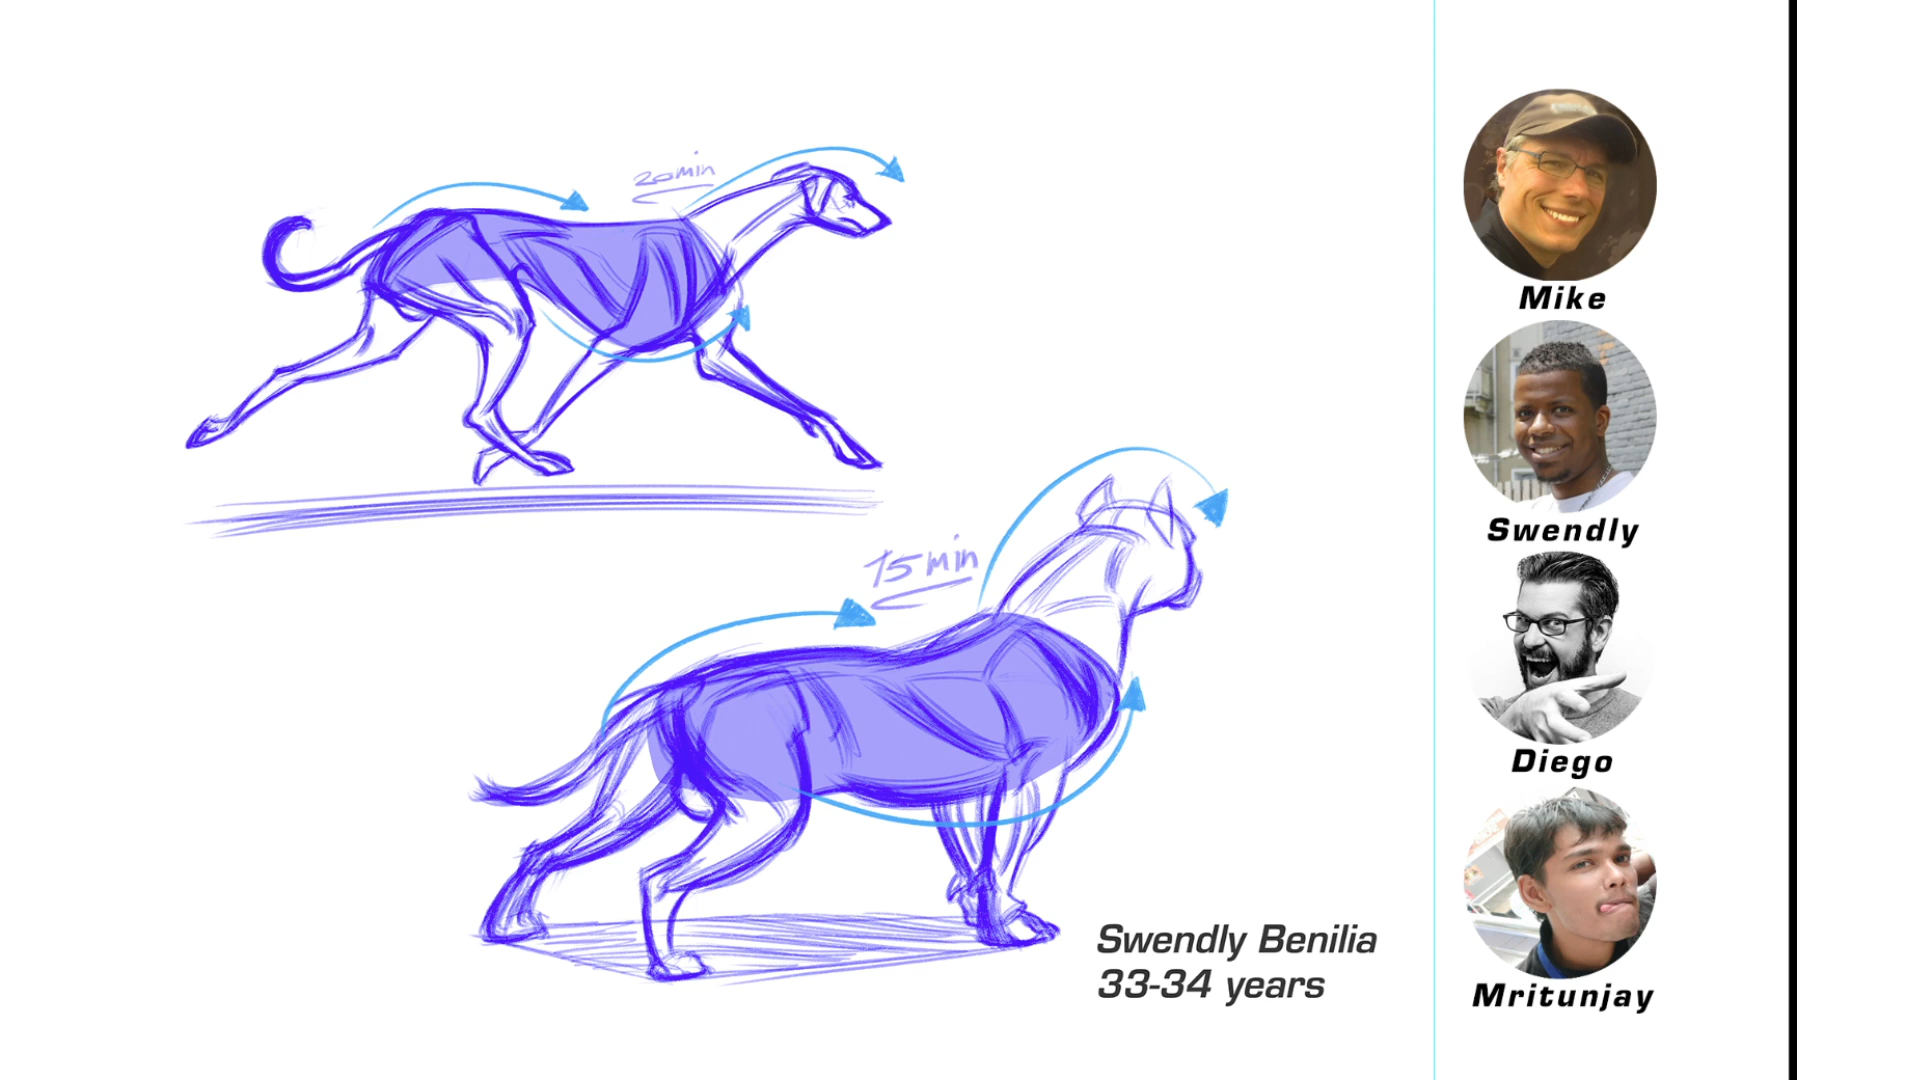 20min
15min
Swendly Benilia
33-34 years
Mike
Swendly
Diego
Mritunjay